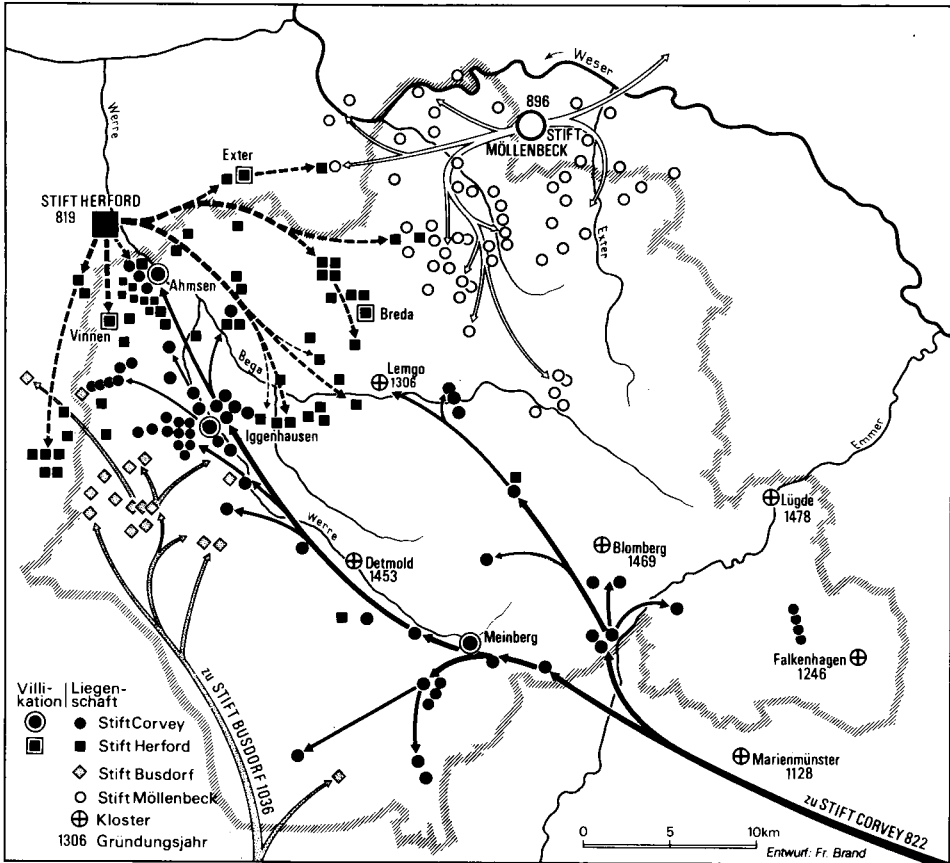 Weser
896
STIFT
MÖLLENBECK
Werre
Exter
STIFT HERFORD
819
Exter
Ahmsen
Vinnen
Breda
Bega
Lemgo
1306
Iggenhausen
Emmer
Lügde
1478
Werre
Blomberg
1469
Detmold
1453
Meinberg
Falkenhagen
1246
Marienmünster
1128
zu STIFT BUSDORF 1036
zu STIFT CORVEY 822
Villi-
kation
Liegen-
schaft
Stift Corvey
Stift Herford
Stift Busdorf
Stift Möllenbeck
Kloster
1306 Gründungsjahr
0 5 10km
Entwurf: Fr. Brand